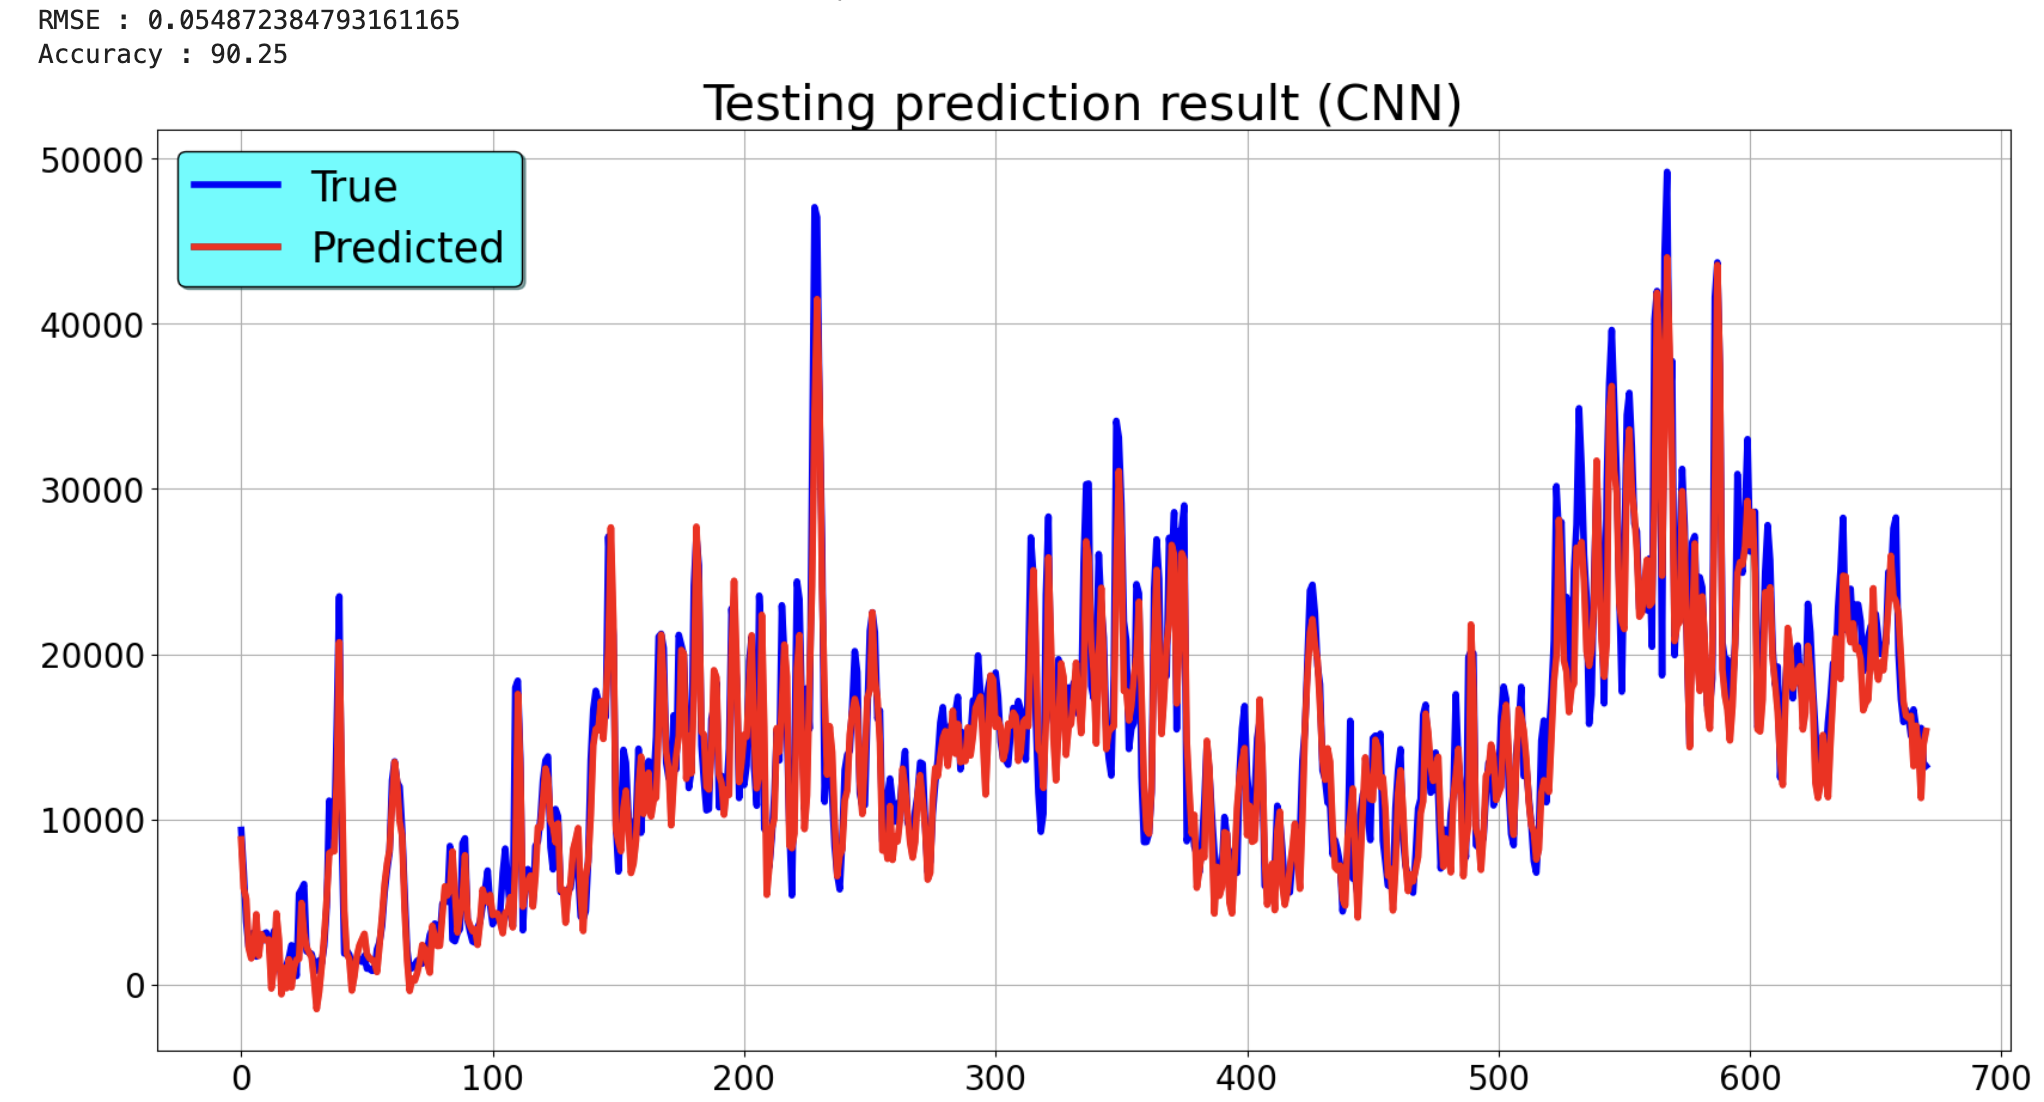 RMSE : 0.054872384793161165
Accuracy : 90.25
Testing prediction result (CNN)
50000
True
Predicted
40000
30000
20000
10000
0
0 100 200 300 400 500 600 700